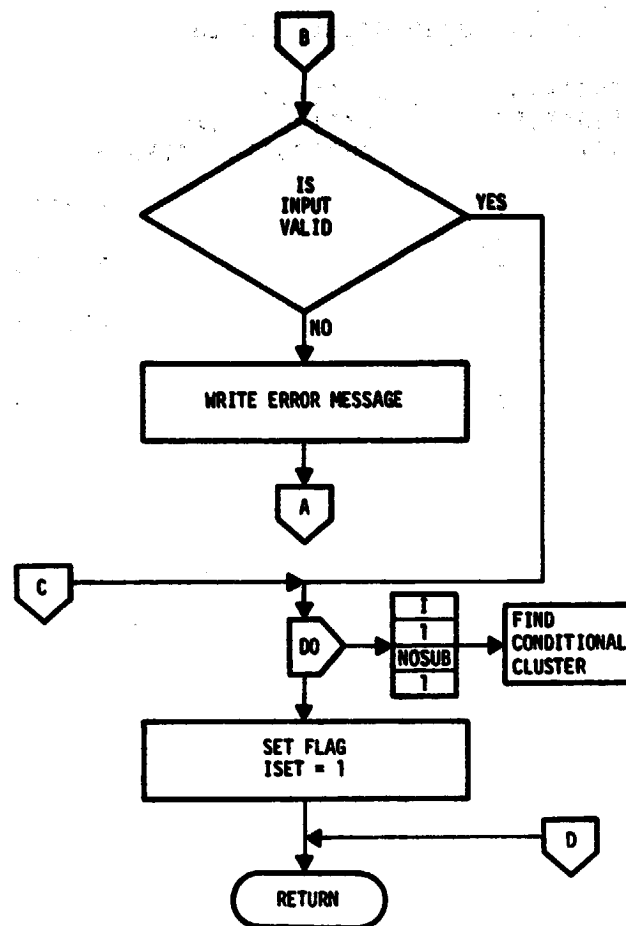 B
IS
INPUT
VALID
YES
NO
WRITE ERROR MESSAGE
A
C
DO
I
1
NOSUB
1
FIND
CONDITIONAL
CLUSTER
SET FLAG
ISET = 1
D
RETURN